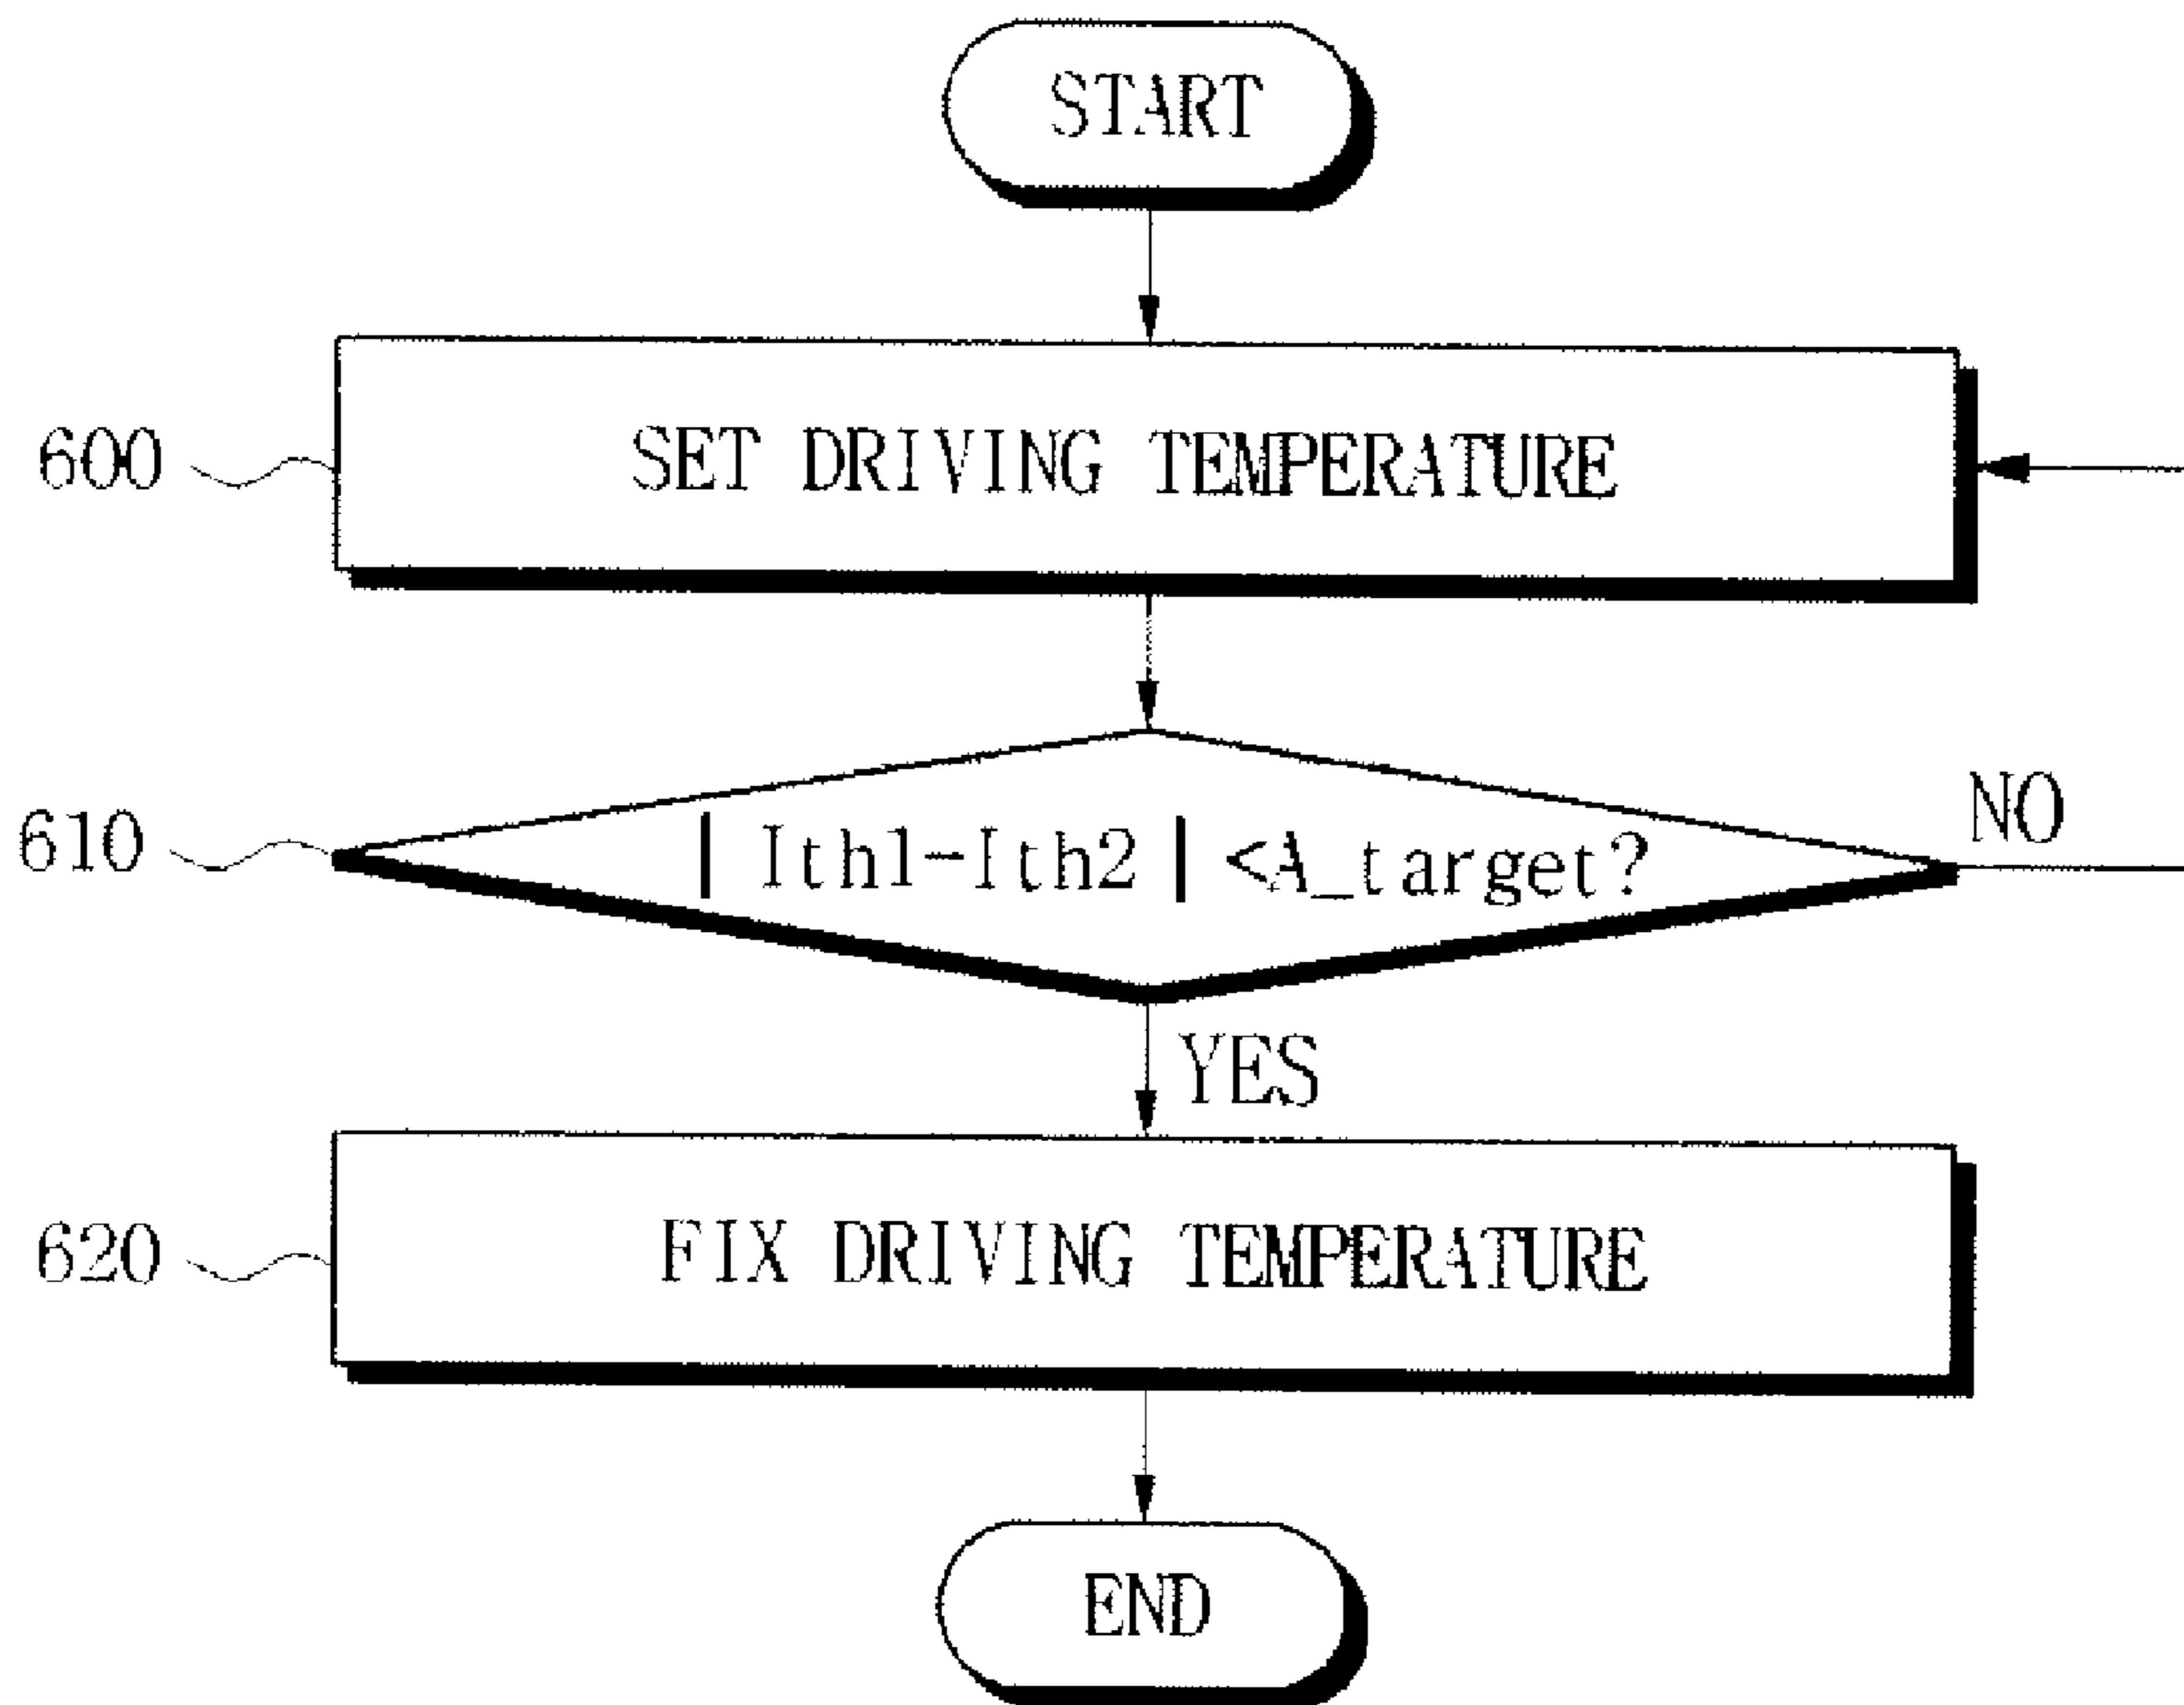 START
600 SET DRIVING TEMPERATURE
610 | Ith1-Ith2 | <A_target? NO
YES
620 FIX DRIVING TEMPERATURE
END